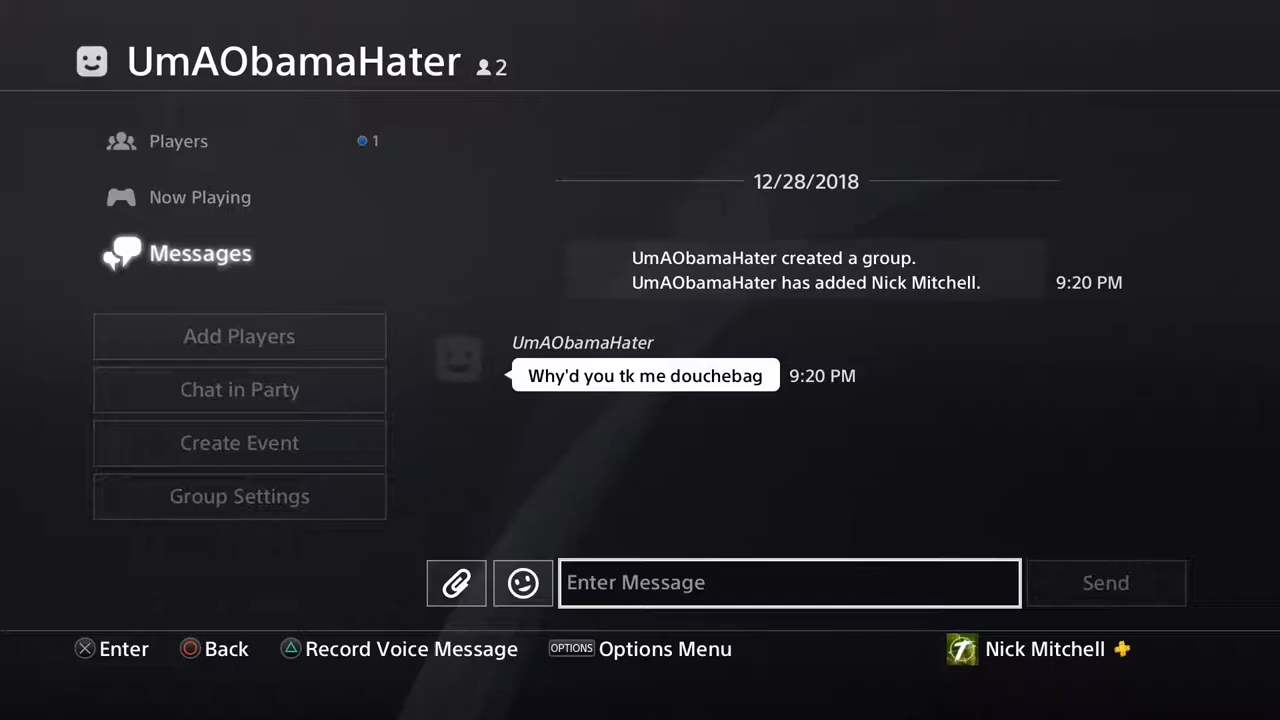 UmAObamaHater 2
Players 1
Now Playing
Messages
Add Players
Chat in Party
Create Event
Group Settings
12/28/2018
UmAObamaHater created a group.
UmAObamaHater has added Nick Mitchell. 9:20 PM
UmAObamaHater
Why'd you tk me douchebag 9:20 PM
Enter Message
Send
Enter Back Record Voice Message OPTIONS Options Menu Nick Mitchell